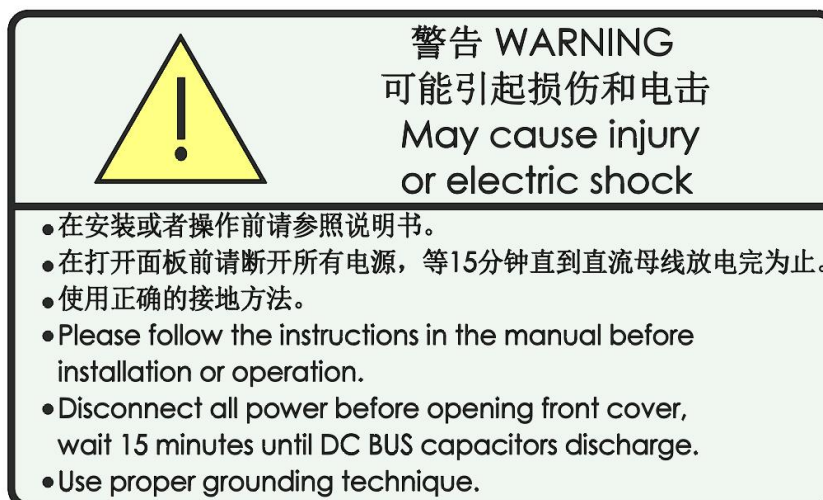 警告 WARNING
可能引起损伤和电击
May cause injury
or electric shock
●在安装或者操作前请参照说明书。
●在打开面板前请断开所有电源，等15分钟直到直流母线放电完为止。
●使用正确的接地方法。
●Please follow the instructions in the manual before
installation or operation.
●Disconnect all power before opening front cover,
wait 15 minutes until DC BUS capacitors discharge.
●Use proper grounding technique.